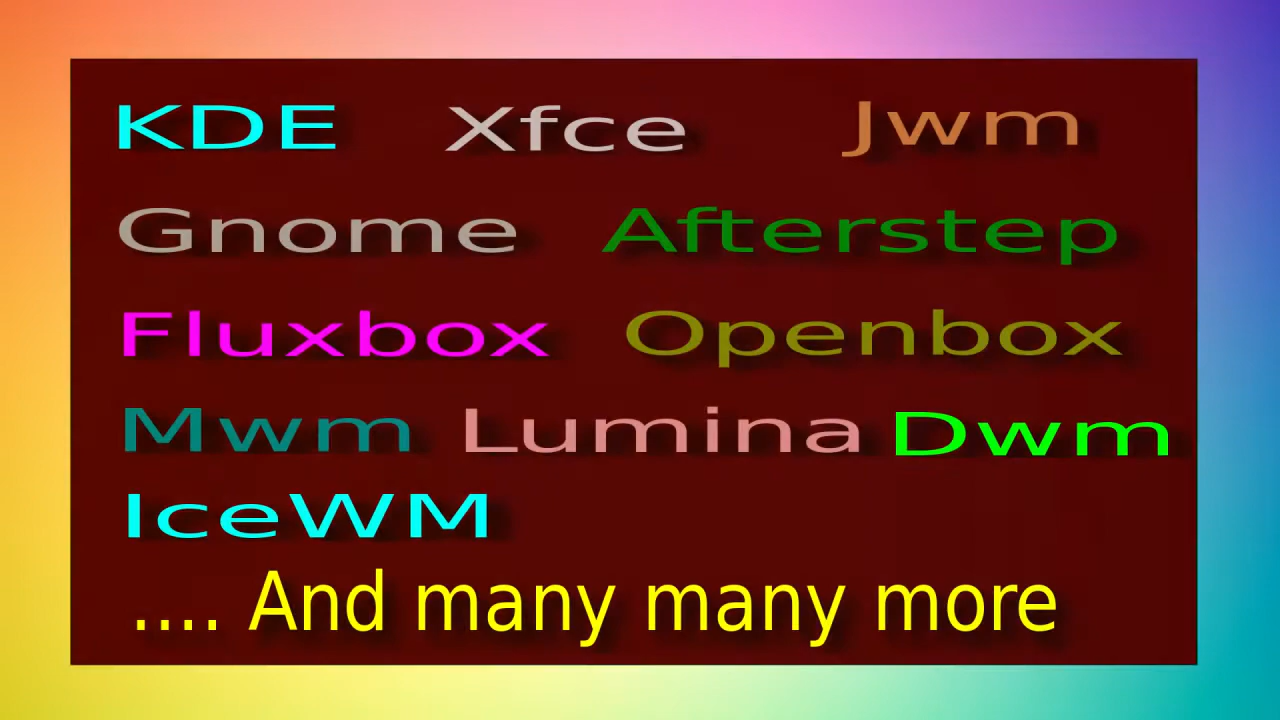 KDE Xfce Jwm
Gnome Afterstep
Fluxbox Openbox
Mwm Lumina Dwm
IceWM
.... And many many more